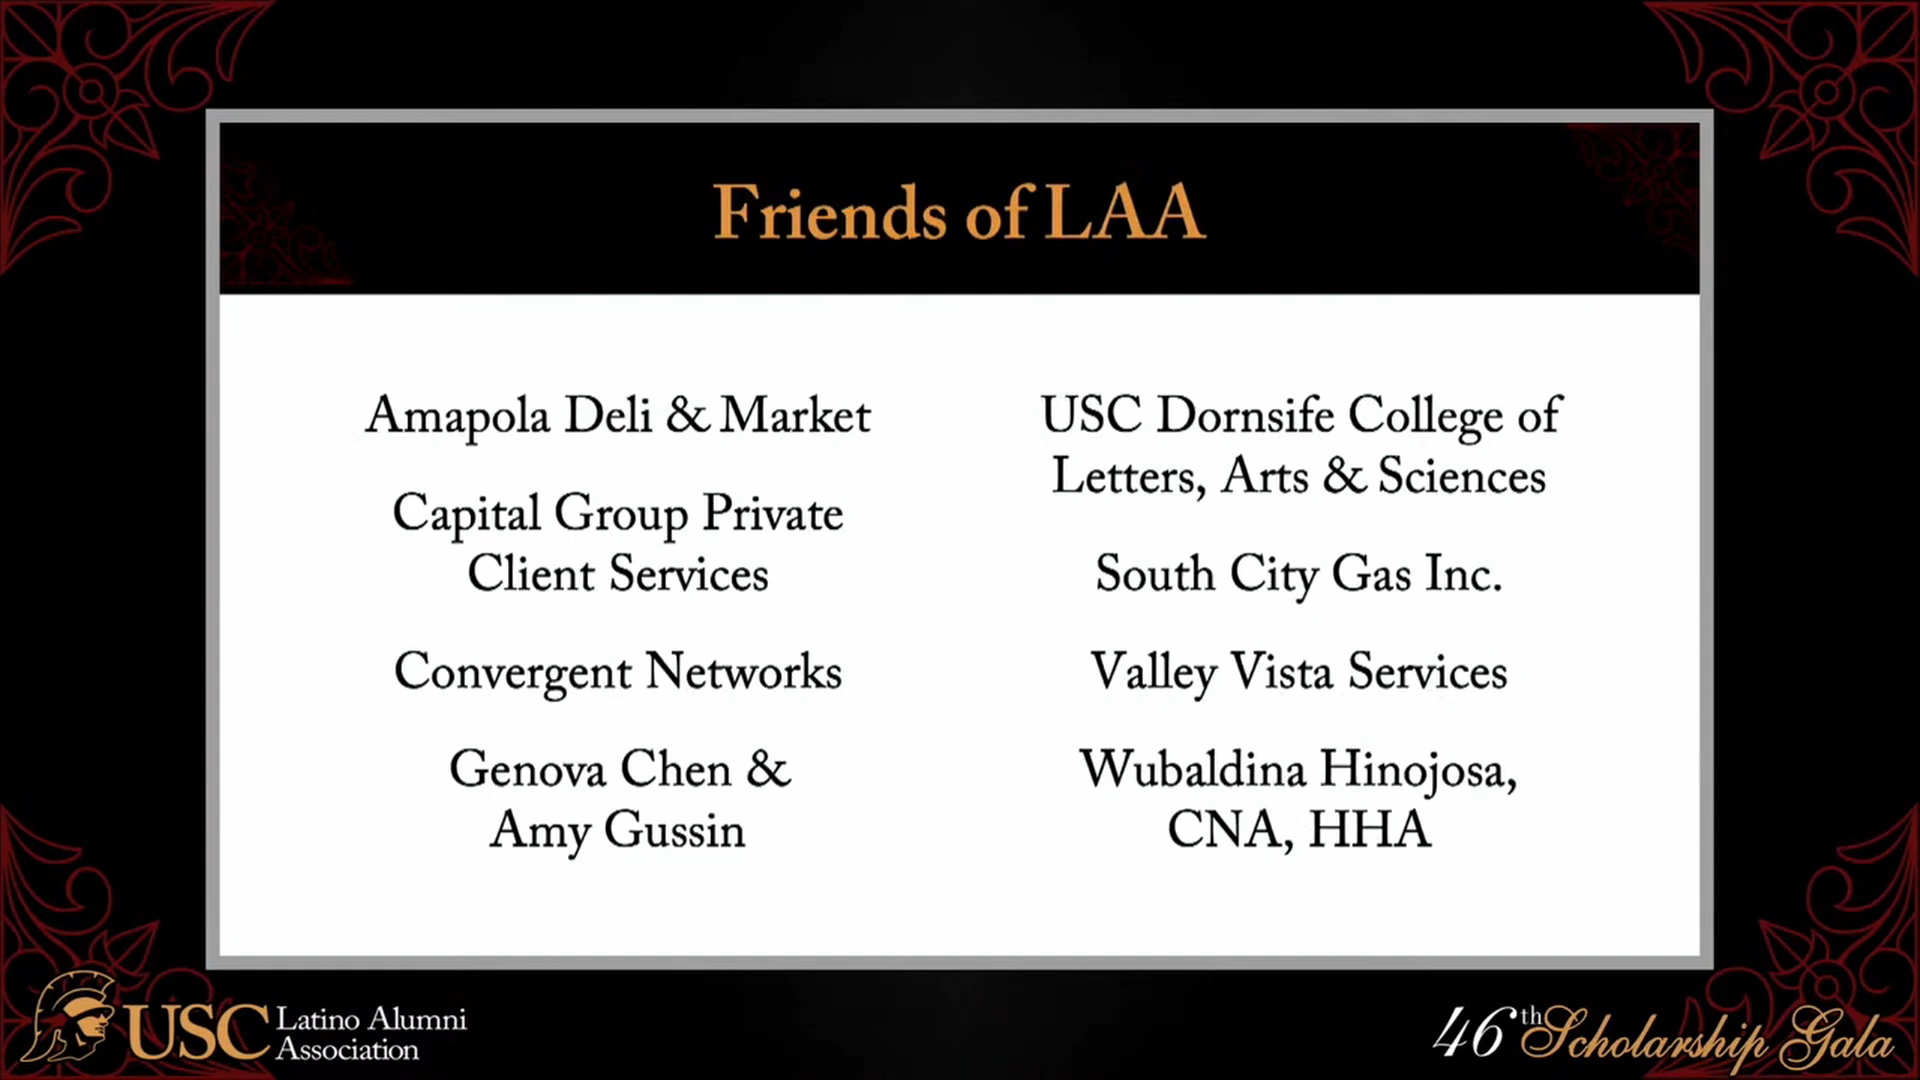 Friends of LAA
Amapola Deli & Market
Capital Group Private
Client Services
Convergent Networks
Genova Chen &
Amy Gussin
USC Dornsife College of
Letters, Arts & Sciences
South City Gas Inc.
Valley Vista Services
Wubaldina Hinojosa,
CNA, HHA
USC Latino Alumni
Association
46th Scholarship Gala